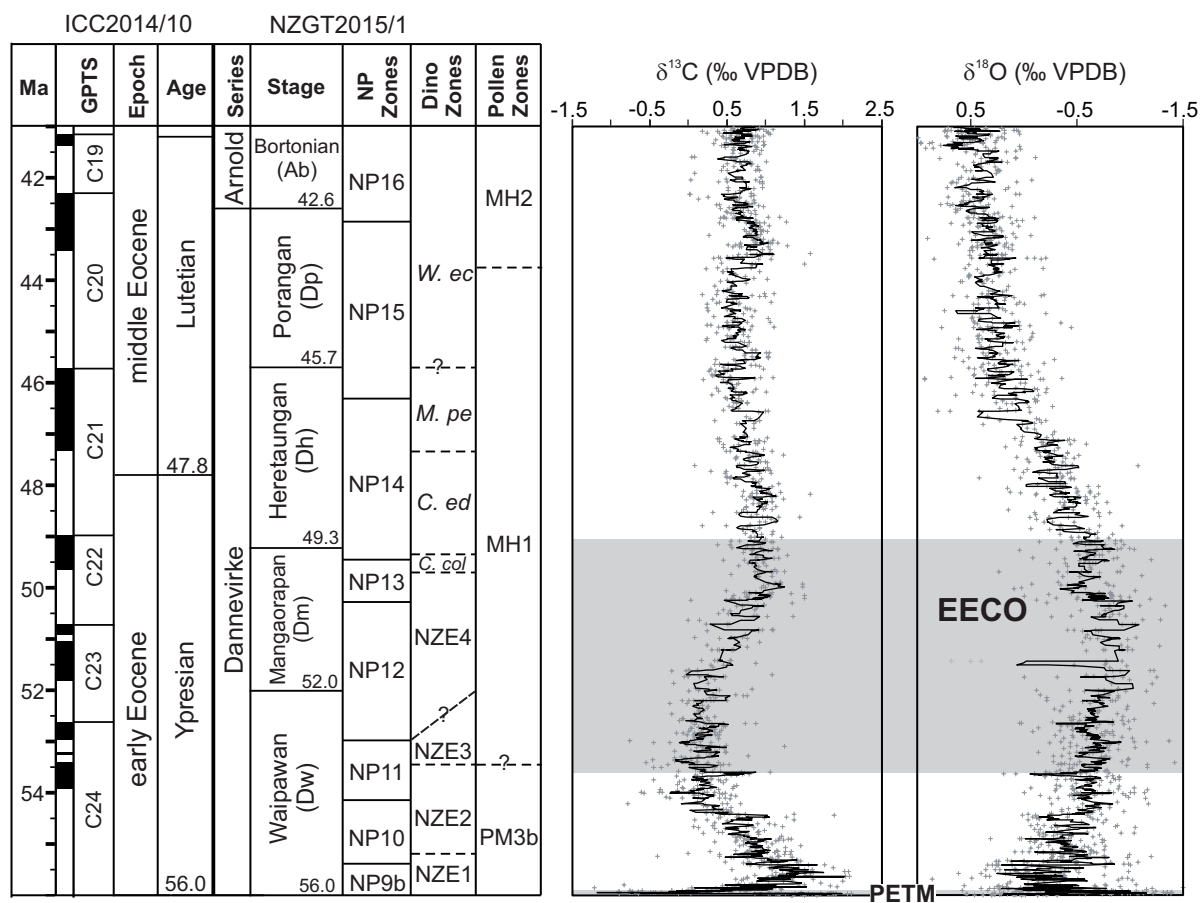 ICC2014/10 NZGT2015/1
Ma GPTS Epoch Age Series Stage NP Zones Dino Zones Pollen Zones
δ13C (‰ VPDB) δ18O (‰ VPDB)
-1.5 -0.5 0.5 1.5 2.5 0.5 -0.5 -1.5
42
44
46
48
50
52
54
C19
C20
C21
C22
C23
C24
middle Eocene
early Eocene
Lutetian
47.8
Ypresian
56.0
Arnold
Dannevirke
Bortonian
(Ab)
42.6
Porangan
(Dp)
45.7
Heretaungan
(Dh)
49.3
Mangaorapan
(Dm)
52.0
Waipawan
(Dw)
56.0
NP16
NP15
NP14
NP13
NP12
NP11
NP10
NP9b
W. ec
?
M. pe
C. ed
C. col
NZE4
?
NZE3
NZE2
NZE1
MH2
MH1
?
PM3b
EECO
PETM